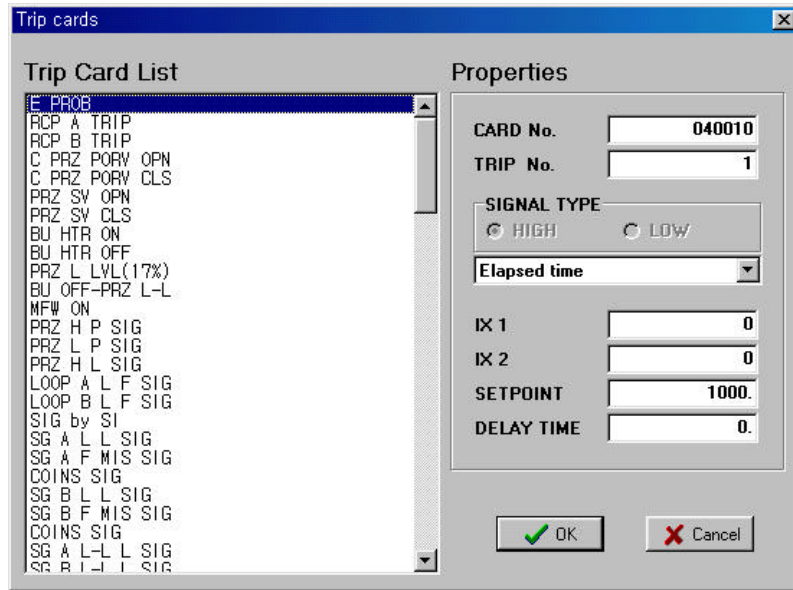 Trip cards
Trip Card List
E PROB
RCP A TRIP
RCP B TRIP
C PRZ PORV OPN
C PRZ PORV CLS
PRZ SV OPN
PRZ SV CLS
BU HTR ON
BU HTR OFF
PRZ L LVL(17%)
BU OFF-PRZ L-L
MFW ON
PRZ H P SIG
PRZ L P SIG
PRZ H L SIG
LOOP A L F SIG
LOOP B L F SIG
SIG by SI
SG A L L SIG
SG A F MIS SIG
COINS SIG
SG B L L SIG
SG B F MIS SIG
COINS SIG
SG A L-L L SIG
SG B L-L L SIG
Properties
CARD No. 040010
TRIP No. 1
SIGNAL TYPE
HIGH LOW
Elapsed time
IX 1 0
IX 2 0
SETPOINT 1000.
DELAY TIME 0.
OK Cancel